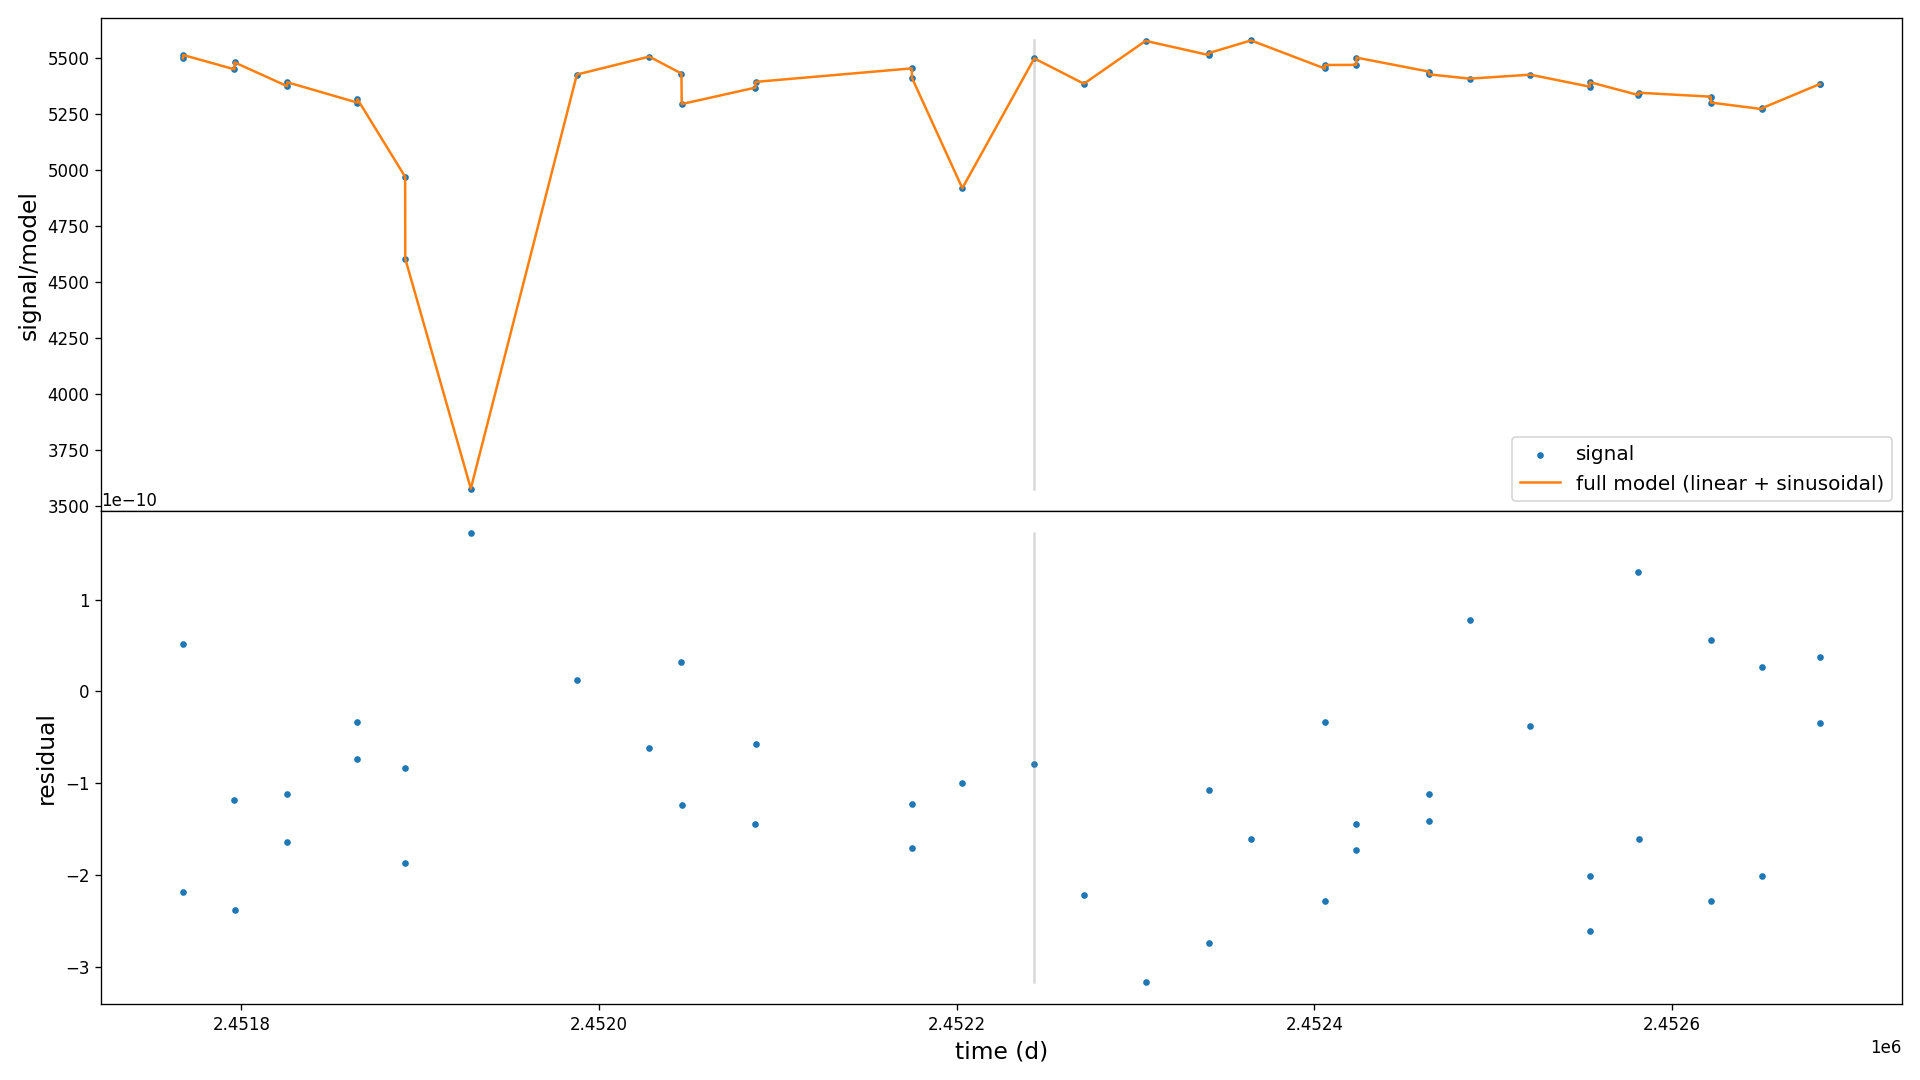 5500
5250
5000
4750
4500
4250
4000
3750
3500
signal/model
signal
full model (linear + sinusoidal)
1e−10
1
0
−1
−2
−3
residual
2.4518
2.4520
2.4522
2.4524
2.4526
time (d)
1e6